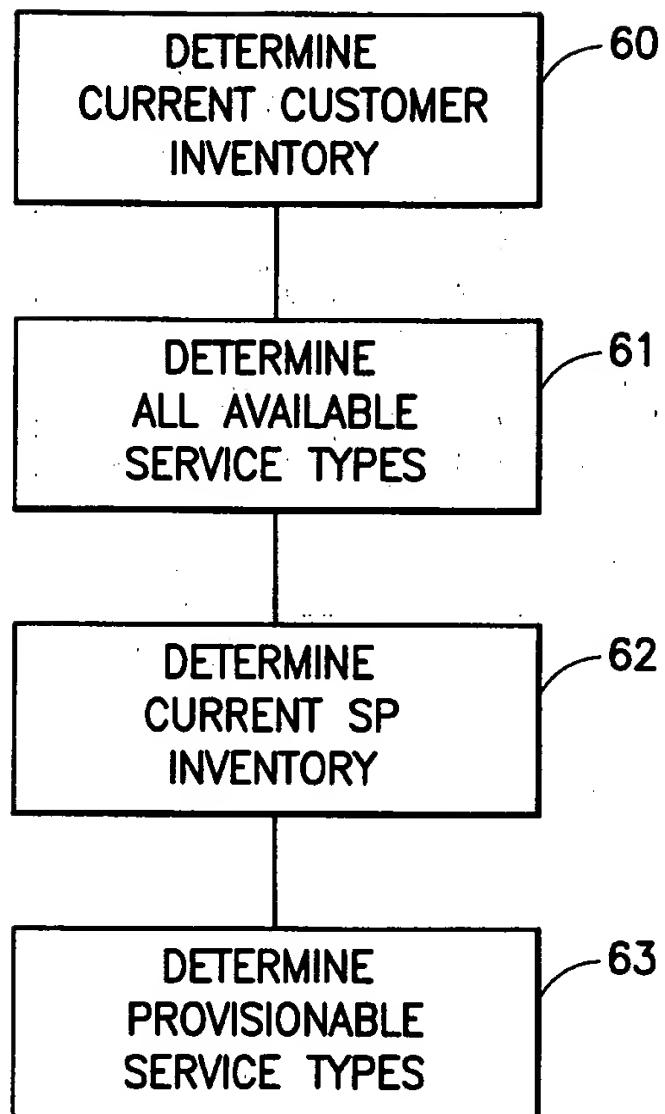 DETERMINE
CURRENT CUSTOMER
INVENTORY
60
DETERMINE
ALL AVAILABLE
SERVICE TYPES
61
DETERMINE
CURRENT SP
INVENTORY
62
DETERMINE
PROVISIONABLE
SERVICE TYPES
63